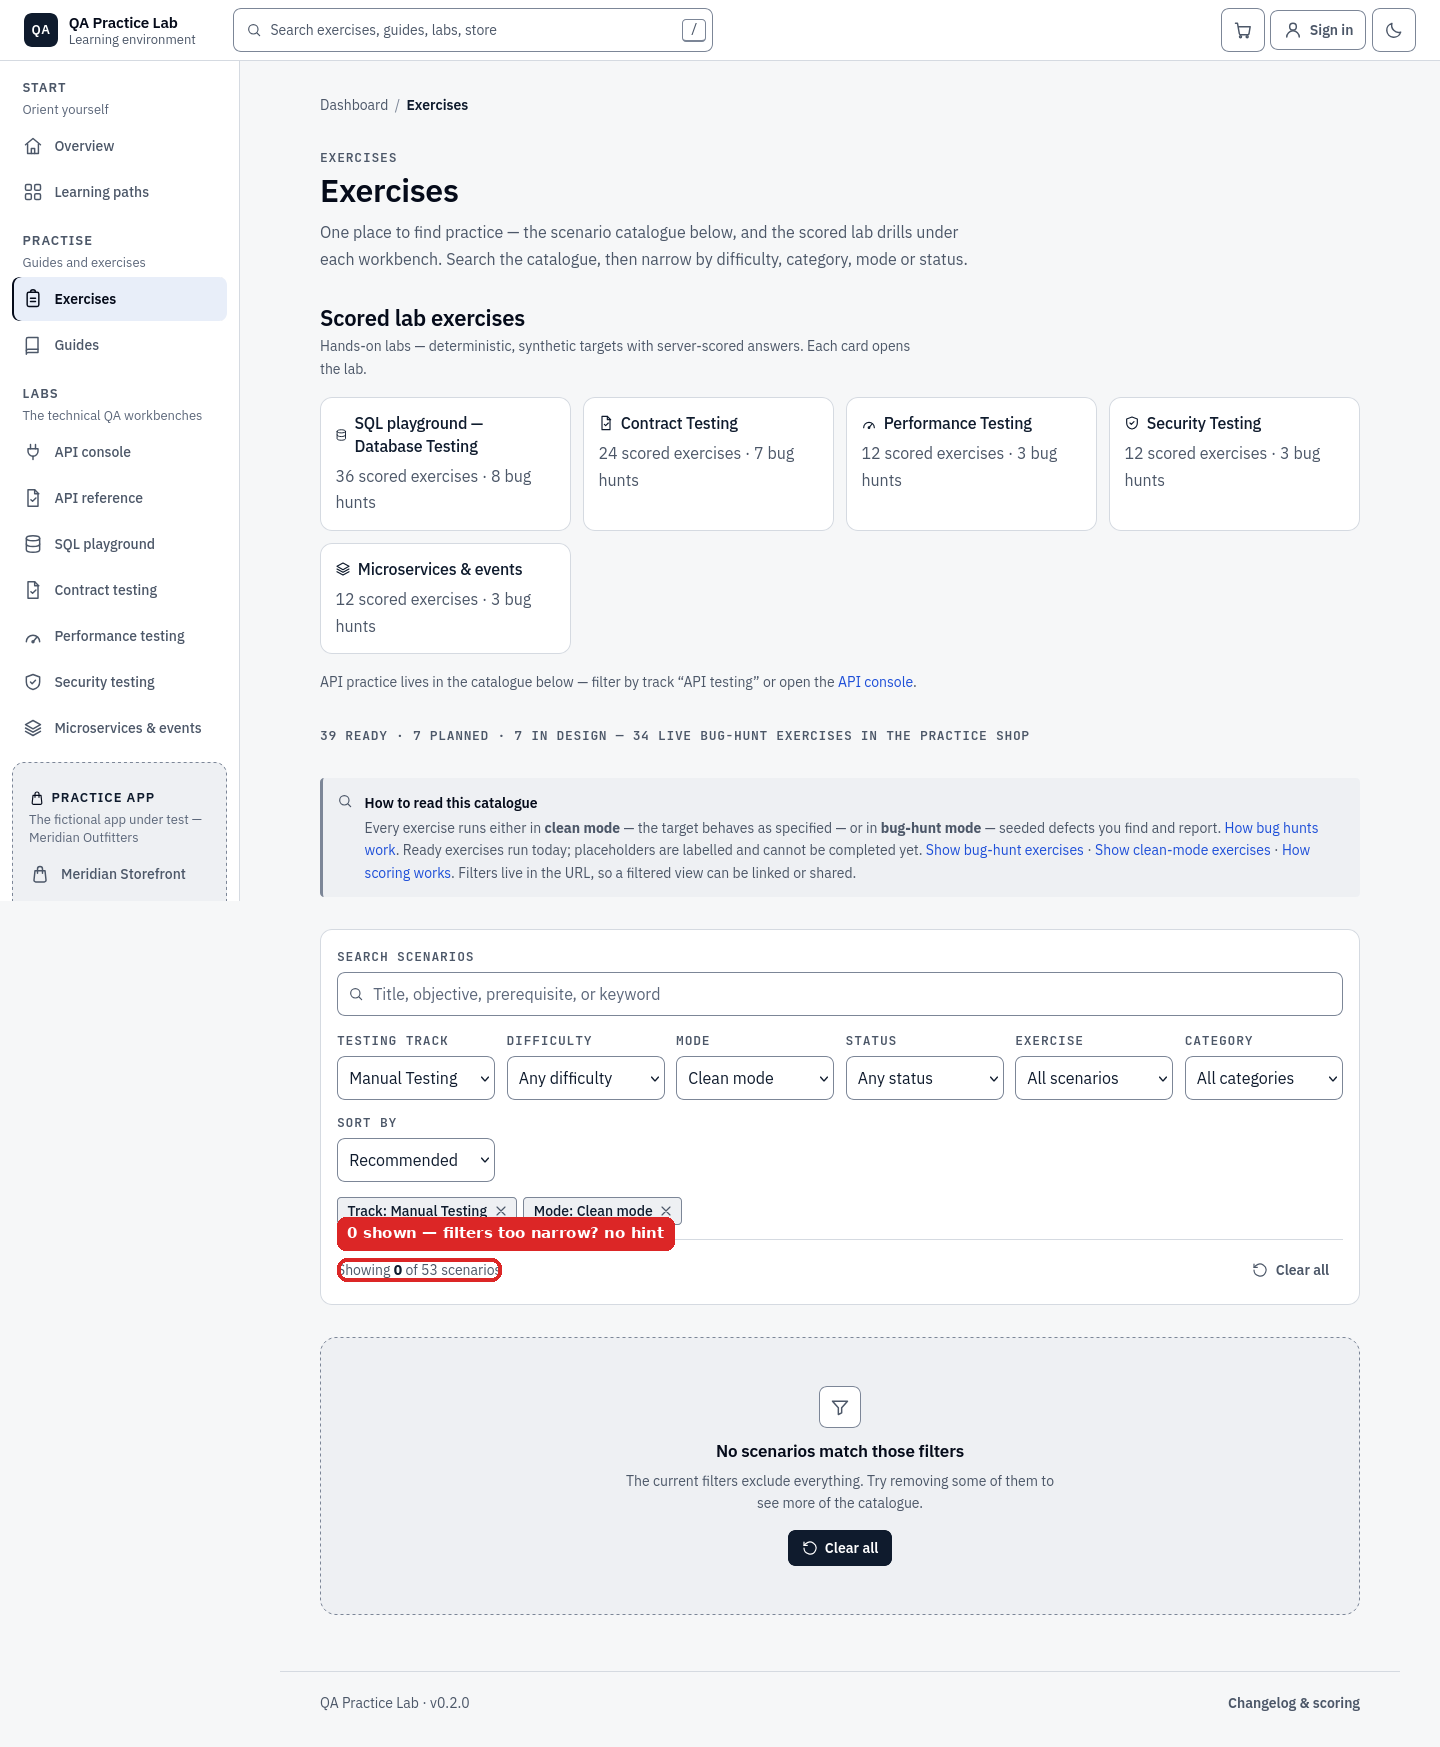 QA
QA Practice Lab
Learning environment
Search exercises, guides, labs, store
/
Sign in
START
Orient yourself
Overview
Learning paths
PRACTISE
Guides and exercises
Exercises
Guides
LABS
The technical QA workbenches
API console
API reference
SQL playground
Contract testing
Performance testing
Security testing
Microservices & events
PRACTICE APP
The fictional app under test —
Meridian Outfitters
Meridian Storefront
Dashboard / Exercises
EXERCISES
Exercises
One place to find practice — the scenario catalogue below, and the scored lab drills under
each workbench. Search the catalogue, then narrow by difficulty, category, mode or status.
Scored lab exercises
Hands-on labs — deterministic, synthetic targets with server-scored answers. Each card opens
the lab.
SQL playground —
Database Testing
36 scored exercises · 8 bug
hunts
Contract Testing
24 scored exercises · 7 bug
hunts
Performance Testing
12 scored exercises · 3 bug
hunts
Security Testing
12 scored exercises · 3 bug
hunts
Microservices & events
12 scored exercises · 3 bug
hunts
API practice lives in the catalogue below — filter by track “API testing” or open the API console.
39 READY · 7 PLANNED · 7 IN DESIGN — 34 LIVE BUG-HUNT EXERCISES IN THE PRACTICE SHOP
How to read this catalogue
Every exercise runs either in clean mode — the target behaves as specified — or in bug-hunt mode — seeded defects you find and report. How bug hunts
work. Ready exercises run today; placeholders are labelled and cannot be completed yet. Show bug-hunt exercises · Show clean-mode exercises · How
scoring works. Filters live in the URL, so a filtered view can be linked or shared.
SEARCH SCENARIOS
Title, objective, prerequisite, or keyword
TESTING TRACK
Manual Testing
DIFFICULTY
Any difficulty
MODE
Clean mode
STATUS
Any status
EXERCISE
All scenarios
CATEGORY
All categories
SORT BY
Recommended
Track: Manual Testing
Mode: Clean mode
0 shown — filters too narrow? no hint
Showing 0 of 53 scenarios
Clear all
No scenarios match those filters
The current filters exclude everything. Try removing some of them to
see more of the catalogue.
Clear all
QA Practice Lab · v0.2.0
Changelog & scoring